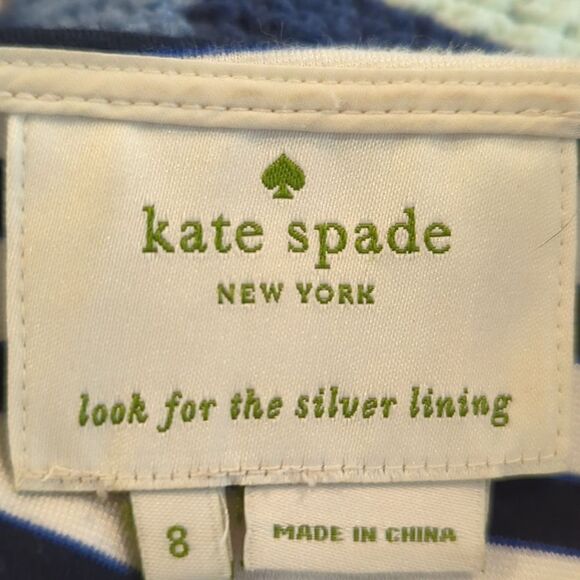 kate spade
NEW YORK
look for the silver lining
8
MADE IN CHINA